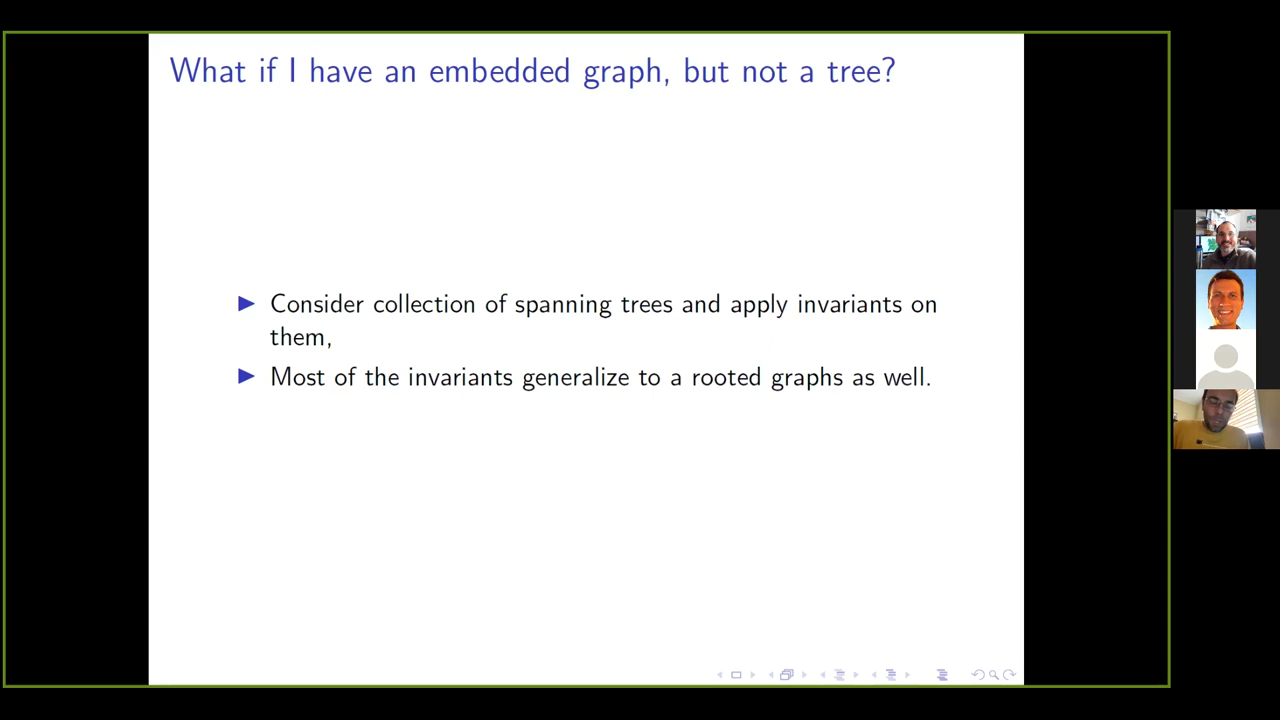 What if I have an embedded graph, but not a tree?
Consider collection of spanning trees and apply invariants on
them,
Most of the invariants generalize to a rooted graphs as well.